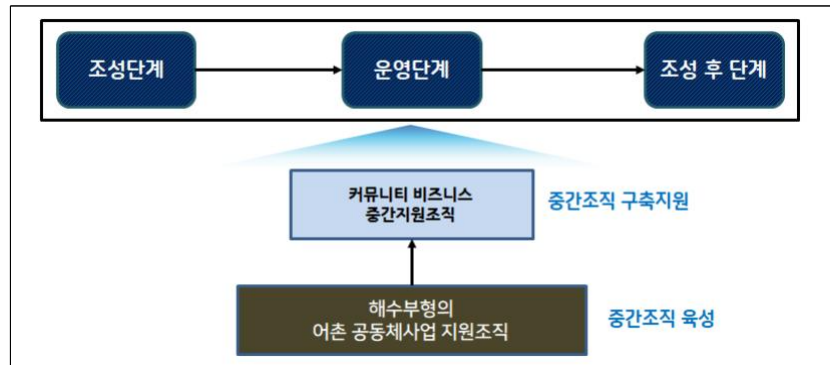 조성단계
운영단계
조성 후 단계
커뮤니티 비즈니스
중간지원조직
중간조직 구축지원
해수부형의
어촌 공동체사업 지원조직
중간조직 육성